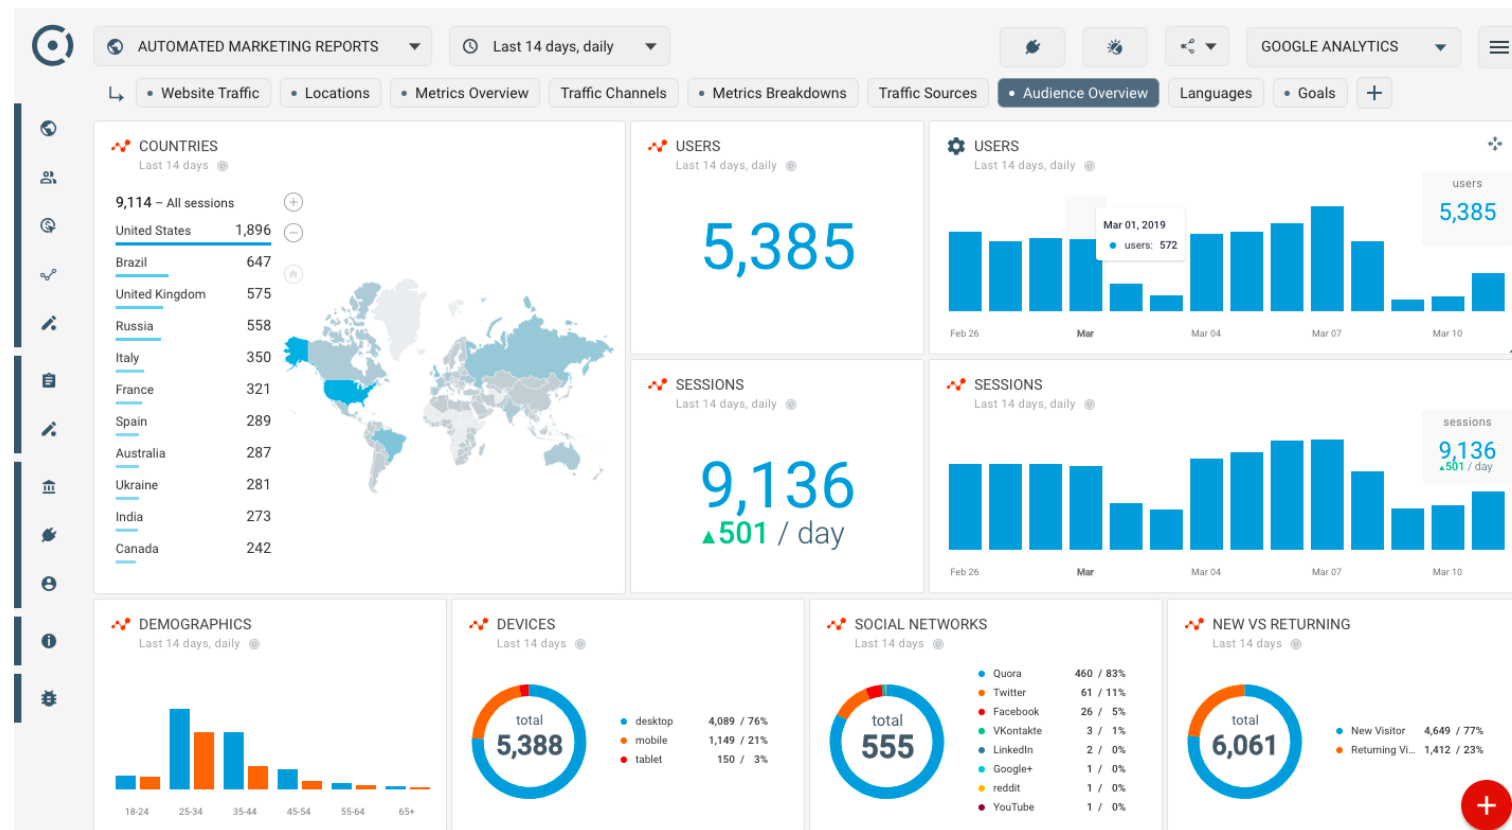 AUTOMATED MARKETING REPORTS
Last 14 days, daily
GOOGLE ANALYTICS
Website Traffic
Locations
Metrics Overview
Traffic Channels
Metrics Breakdowns
Traffic Sources
Audience Overview
Languages
Goals
COUNTRIES
Last 14 days
9,114 – All sessions
United States 1,896
Brazil 647
United Kingdom 575
Russia 558
Italy 350
France 321
Spain 289
Australia 287
Ukraine 281
India 273
Canada 242
USERS
Last 14 days, daily
5,385
USERS
Last 14 days, daily
users
5,385
Mar 01, 2019
users: 572
Feb 26 Mar Mar 04 Mar 07 Mar 10
SESSIONS
Last 14 days, daily
9,136
▲501 / day
SESSIONS
Last 14 days, daily
sessions
9,136
▲501 / day
Feb 26 Mar Mar 04 Mar 07 Mar 10
DEMOGRAPHICS
Last 14 days, daily
18-24 25-34 35-44 45-54 55-64 65+
DEVICES
Last 14 days
total
5,388
desktop 4,089 / 76%
mobile 1,149 / 21%
tablet 150 / 3%
SOCIAL NETWORKS
Last 14 days
total
555
Quora 460 / 83%
Twitter 61 / 11%
Facebook 26 / 5%
VKontakte 3 / 1%
LinkedIn 2 / 0%
Google+ 1 / 0%
reddit 1 / 0%
YouTube 1 / 0%
NEW VS RETURNING
Last 14 days
total
6,061
New Visitor 4,649 / 77%
Returning Vi... 1,412 / 23%